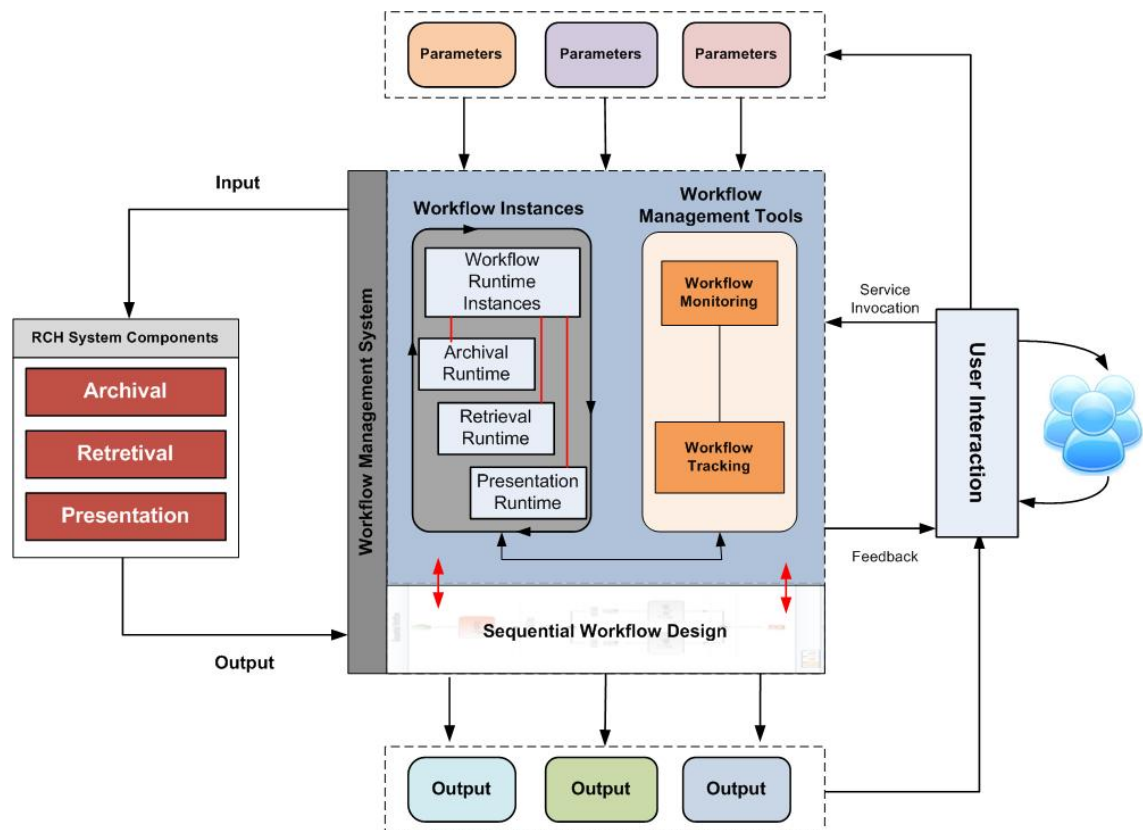 Parameters
Parameters
Parameters
Input
Workflow Instances
Workflow
Management Tools
Workflow
Runtime
Instances
Archival
Runtime
Retrieval
Runtime
Presentation
Runtime
Workflow
Monitoring
Workflow
Tracking
Workflow Management System
RCH System Components
Archival
Retretival
Presentation
Service
Invocation
User Interaction
Feedback
Sequential Workflow Design
Output
Output
Output
Output